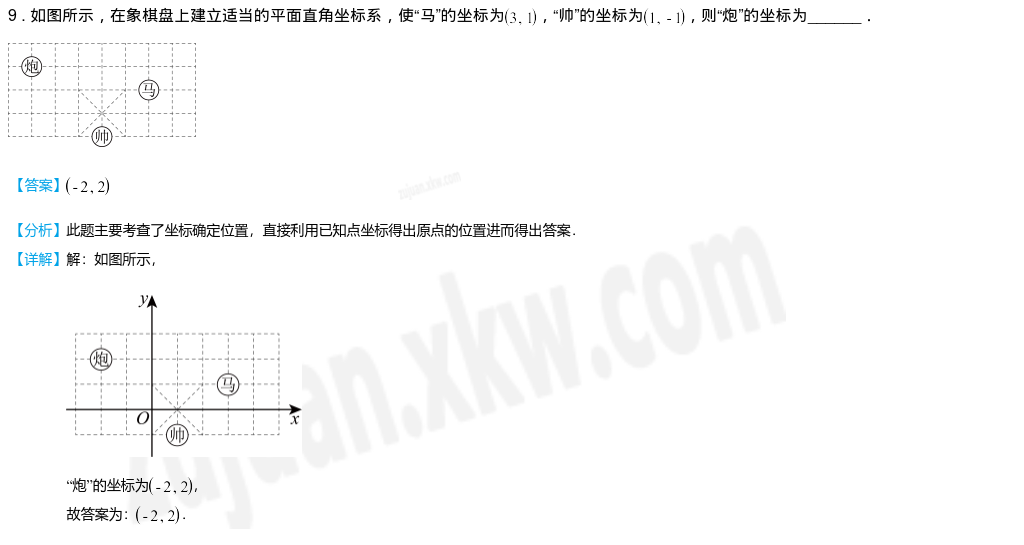 9．如图所示，在象棋盘上建立适当的平面直角坐标系，使“马”的坐标为(3, 1)，“帅”的坐标为(1, -1)，则“炮”的坐标为______．
炮
马
帅
【答案】(-2, 2)
zujuan.xkw.com
【分析】此题主要考查了坐标确定位置，直接利用已知点坐标得出原点的位置进而得出答案．
【详解】解：如图所示，
y
炮
马
O
x
帅
zujuan.xkw.com
“炮”的坐标为(-2, 2)，
故答案为：(-2, 2)．